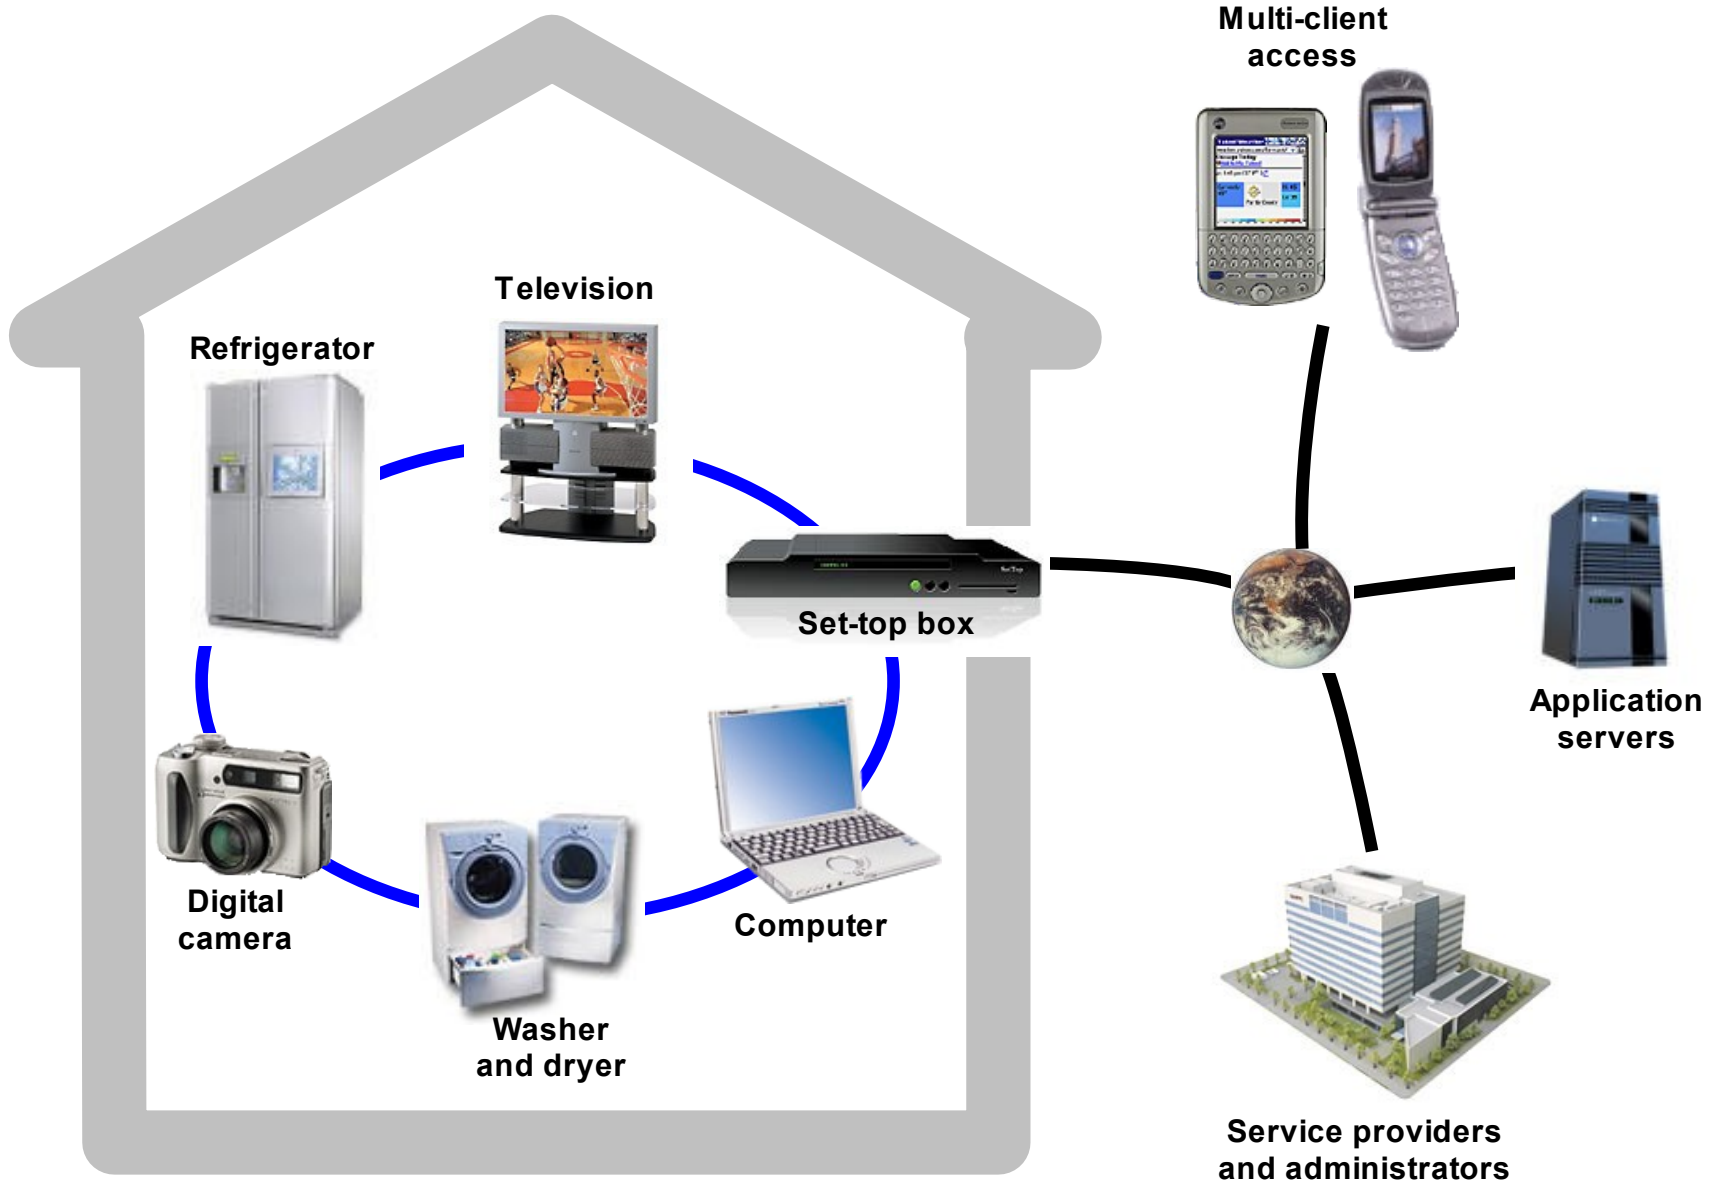 Multi-client
access
Television
Refrigerator
SetTop
Set-top box
Application
servers
Digital
camera
Computer
Washer
and dryer
Service providers
and administrators